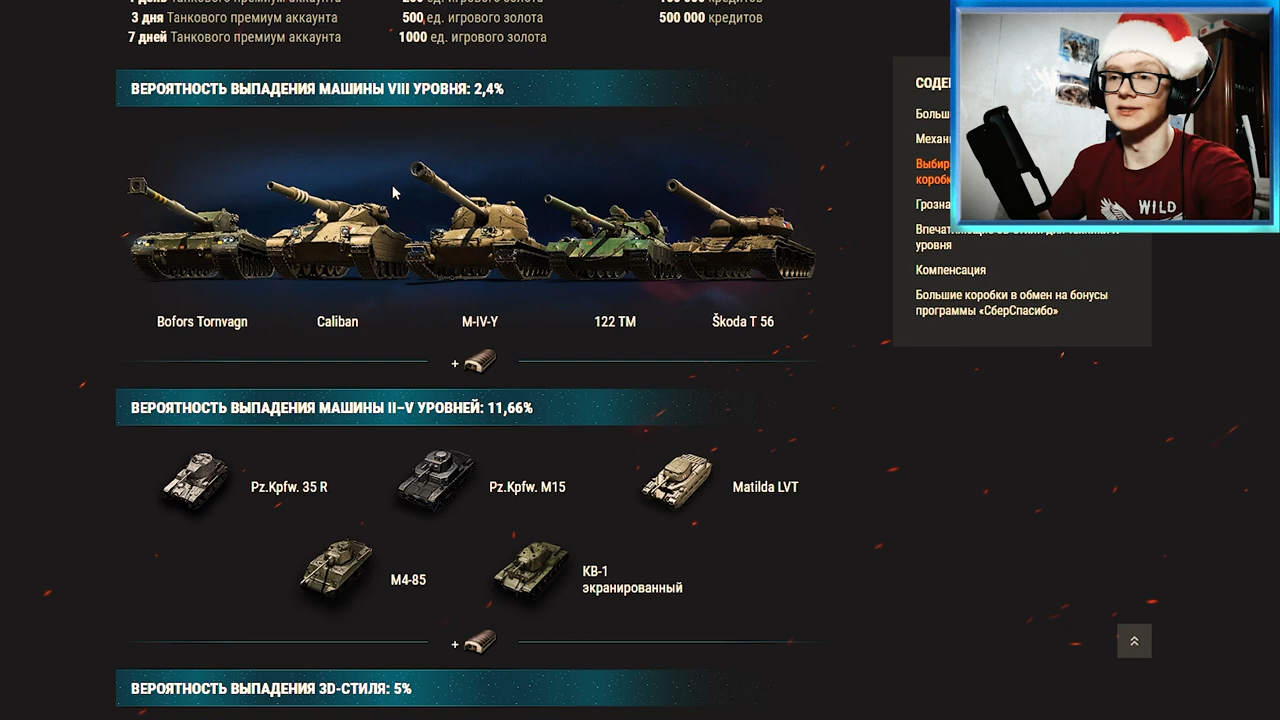 3 дня Танкового премиум аккаунта
7 дней Танкового премиум аккаунта
500 ед. игрового золота
1000 ед. игрового золота
500 000 кредитов
ВЕРОЯТНОСТЬ ВЫПАДЕНИЯ МАШИНЫ VIII УРОВНЯ: 2,4%
Bofors Tornvagn
Caliban
M-IV-Y
122 TM
Škoda T 56
+
ВЕРОЯТНОСТЬ ВЫПАДЕНИЯ МАШИНЫ II–V УРОВНЕЙ: 11,66%
Pz.Kpfw. 35 R
Pz.Kpfw. M15
Matilda LVT
M4-85
КВ-1
экранированный
+
ВЕРОЯТНОСТЬ ВЫПАДЕНИЯ 3D-СТИЛЯ: 5%
уровня
Компенсация
Большие коробки в обмен на бонусы
программы «СберСпасибо»
WILD